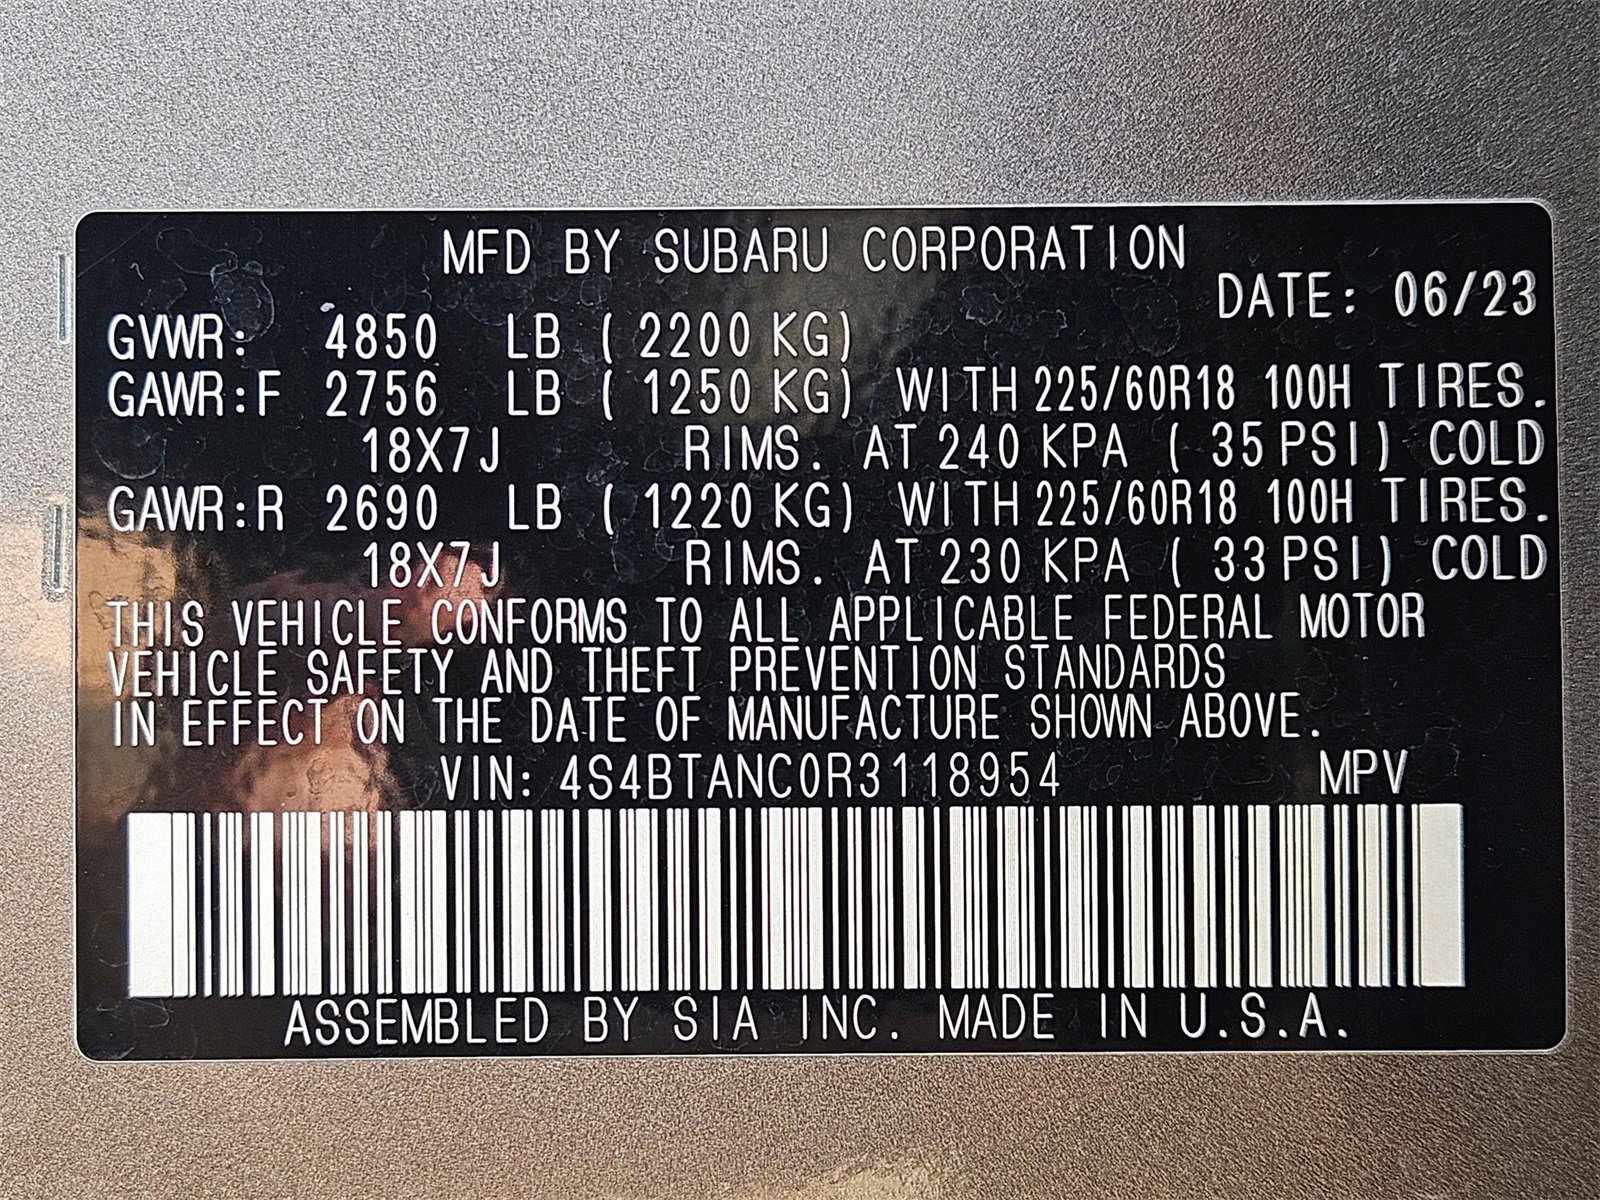 MFD BY SUBARU CORPORATION
DATE: 06/23
GVWR: 4850 LB ( 2200 KG)
GAWR:F 2756 LB ( 1250 KG) WITH 225/60R18 100H TIRES.
18X7J RIMS. AT 240 KPA ( 35 PSI) COLD
GAWR:R 2690 LB ( 1220 KG) WITH 225/60R18 100H TIRES.
18X7J RIMS. AT 230 KPA ( 33 PSI) COLD
THIS VEHICLE CONFORMS TO ALL APPLICABLE FEDERAL MOTOR
VEHICLE SAFETY AND THEFT PREVENTION STANDARDS
IN EFFECT ON THE DATE OF MANUFACTURE SHOWN ABOVE.
VIN: 4S4BTANC0R3118954 MPV
ASSEMBLED BY SIA INC. MADE IN U.S.A.